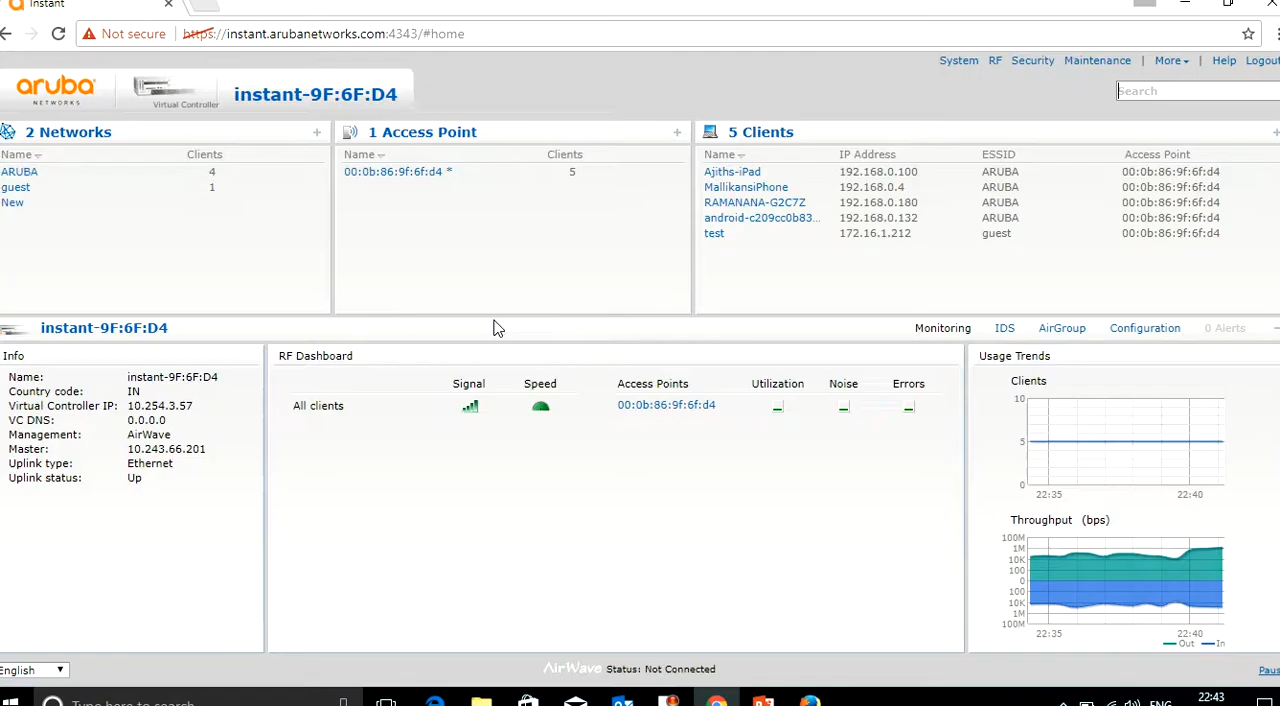 Instant
Not secure https://instant.arubanetworks.com:4343/#home
System RF Security Maintenance | More | Help Logout
aruba NETWORKS Virtual Controller instant-9F:6F:D4 Search
2 Networks + 1 Access Point + 5 Clients +
Name Clients Name Clients Name IP Address ESSID Access Point
ARUBA 4 00:0b:86:9f:6f:d4 * 5 Ajiths-iPad 192.168.0.100 ARUBA 00:0b:86:9f:6f:d4
guest 1 MallikansiPhone 192.168.0.4 ARUBA 00:0b:86:9f:6f:d4
New RAMANANA-G2C7Z 192.168.0.180 ARUBA 00:0b:86:9f:6f:d4
android-c209cc0b83... 192.168.0.132 ARUBA 00:0b:86:9f:6f:d4
test 172.16.1.212 guest 00:0b:86:9f:6f:d4
instant-9F:6F:D4 Monitoring IDS AirGroup Configuration 0 Alerts
Info RF Dashboard Usage Trends
Name: instant-9F:6F:D4
Country code: IN
Virtual Controller IP: 10.254.3.57
VC DNS: 0.0.0.0
Management: AirWave
Master: 10.243.66.201
Uplink type: Ethernet
Uplink status: Up
Signal Speed Access Points Utilization Noise Errors
All clients 00:0b:86:9f:6f:d4
Clients
10
5
0
22:35 22:40
Throughput (bps)
100M
1M
10K
100
0
100
10K
1M
100M
22:35 22:40
Out In
English AirWave Status: Not Connected Paus
Type here to search ENG 22:43